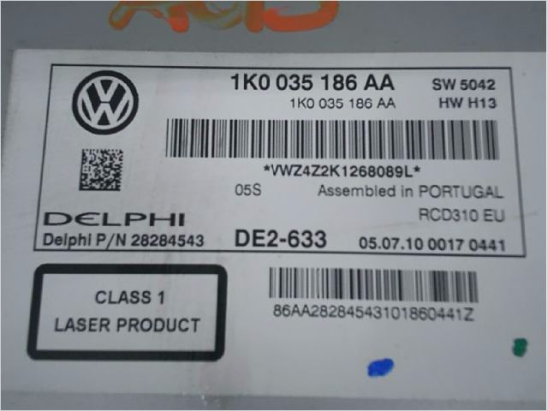 1K0 035 186 AA SW 5042
1K0 035 186 AA HW H13
*VWZ4Z2K1268089L*
05S Assembled in PORTUGAL
DELPHI RCD310 EU
Delphi P/N 28284543 DE2-633 05.07.10 0017 0441
CLASS 1
LASER PRODUCT
86AA28284543101860441Z